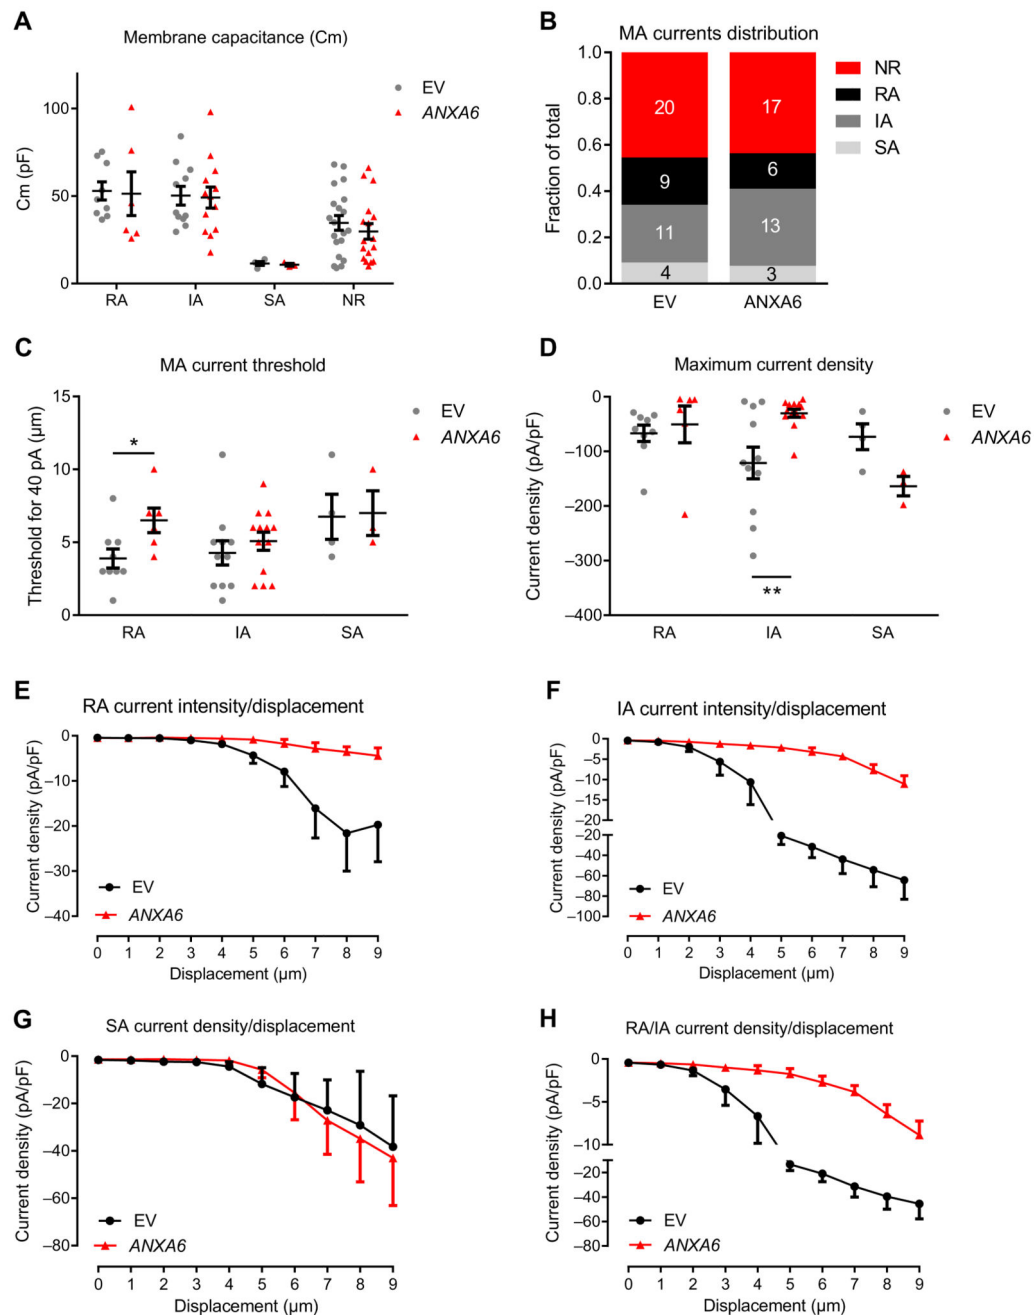 A
Membrane capacitance (Cm)
Cm (pF)
100
50
0
RA IA SA NR
EV
ANXA6
B
MA currents distribution
Fraction of total
1.0
0.8
0.6
0.4
0.2
0.0
20 17
9 6
11 13
4 3
EV ANXA6
NR
RA
IA
SA
C
MA current threshold
Threshold for 40 pA (µm)
15
10
5
0
*
RA IA SA
EV
ANXA6
D
Maximum current density
Current density (pA/pF)
0
–100
–200
–300
–400
**
RA IA SA
EV
ANXA6
E
RA current intensity/displacement
Current density (pA/pF)
0
–10
–20
–30
–40
EV
ANXA6
0 1 2 3 4 5 6 7 8 9
Displacement (µm)
F
IA current intensity/displacement
Current density (pA/pF)
0
–5
–10
–15
–20
–20
–40
–60
–80
–100
EV
ANXA6
0 1 2 3 4 5 6 7 8 9
Displacement (µm)
G
SA current density/displacement
Current density (pA/pF)
0
–20
–40
–60
–80
EV
ANXA6
0 1 2 3 4 5 6 7 8 9
Displacement (µm)
H
RA/IA current density/displacement
Current density (pA/pF)
0
–5
–10
–20
–40
–60
–80
EV
ANXA6
0 1 2 3 4 5 6 7 8 9
Displacement (µm)